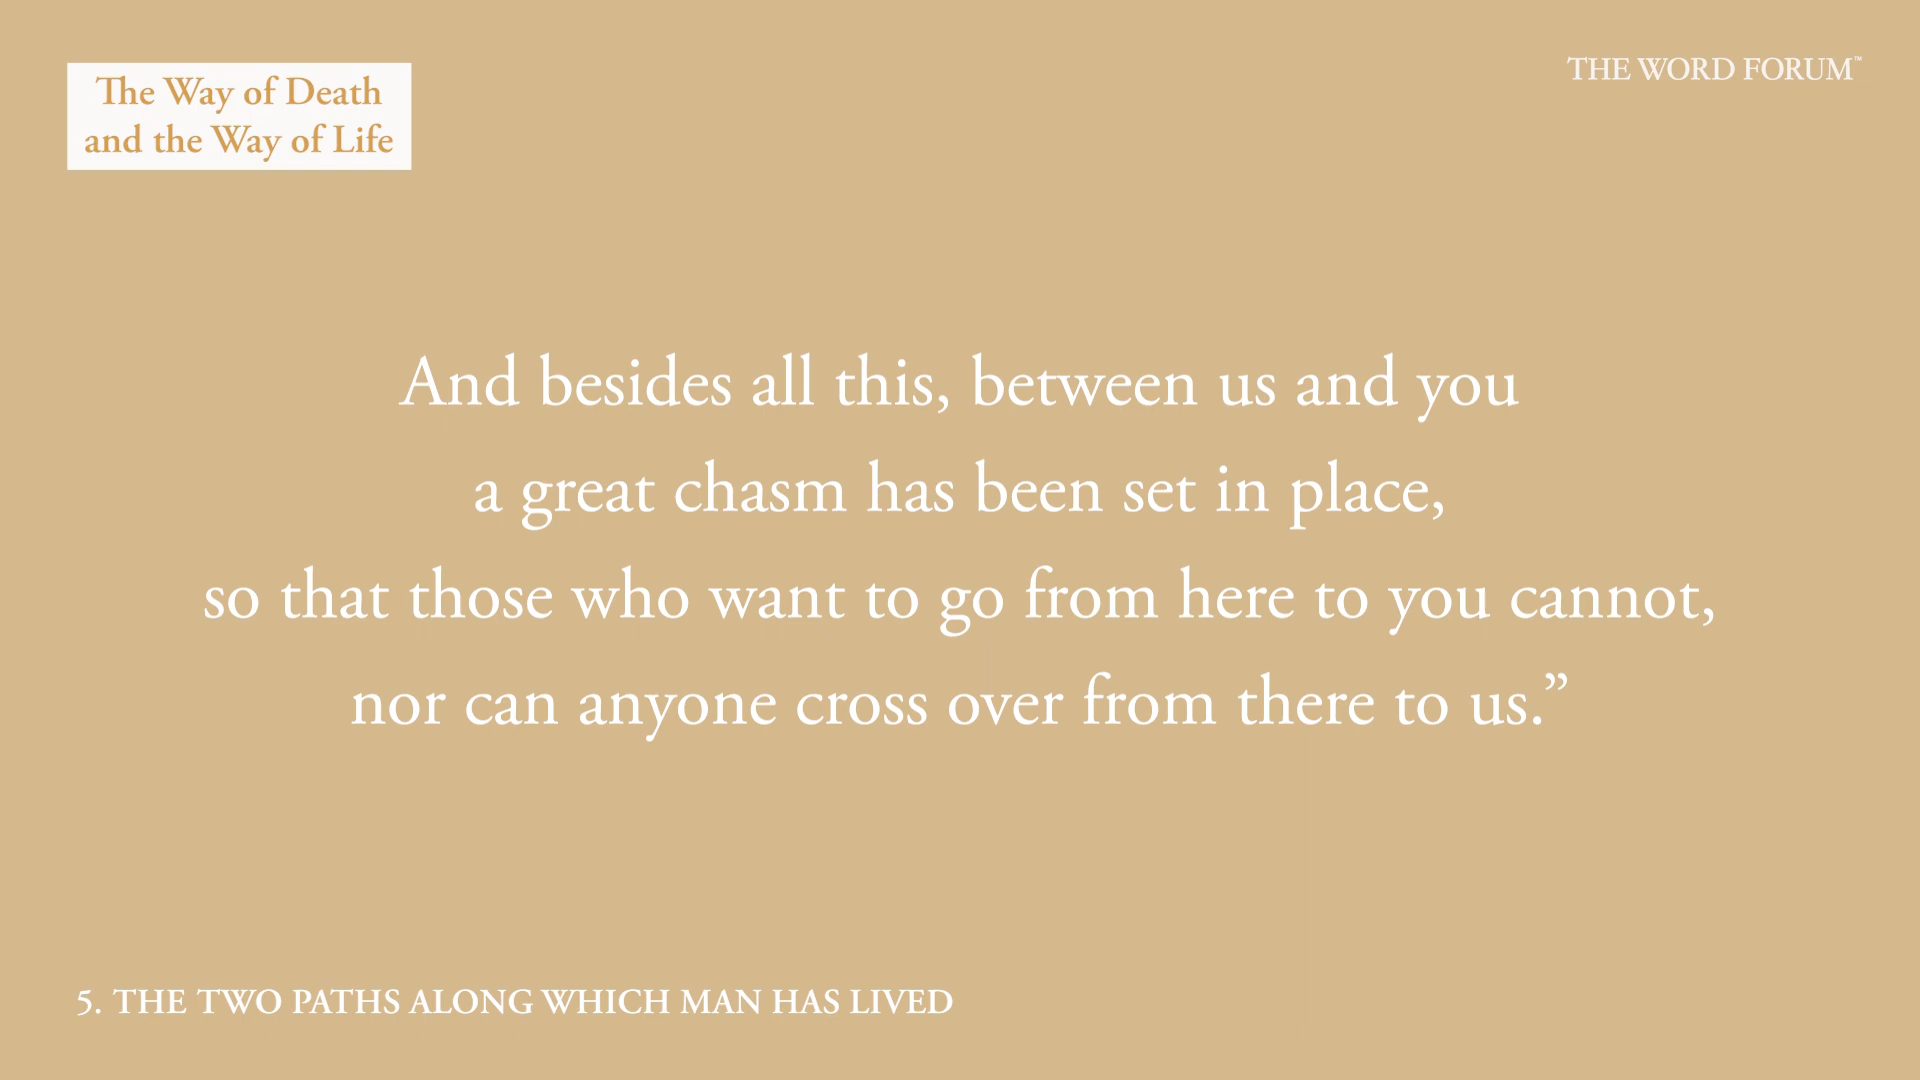 The Way of Death
and the Way of Life
THE WORD FORUM™
And besides all this, between us and you
a great chasm has been set in place,
so that those who want to go from here to you cannot,
nor can anyone cross over from there to us.”
5. THE TWO PATHS ALONG WHICH MAN HAS LIVED